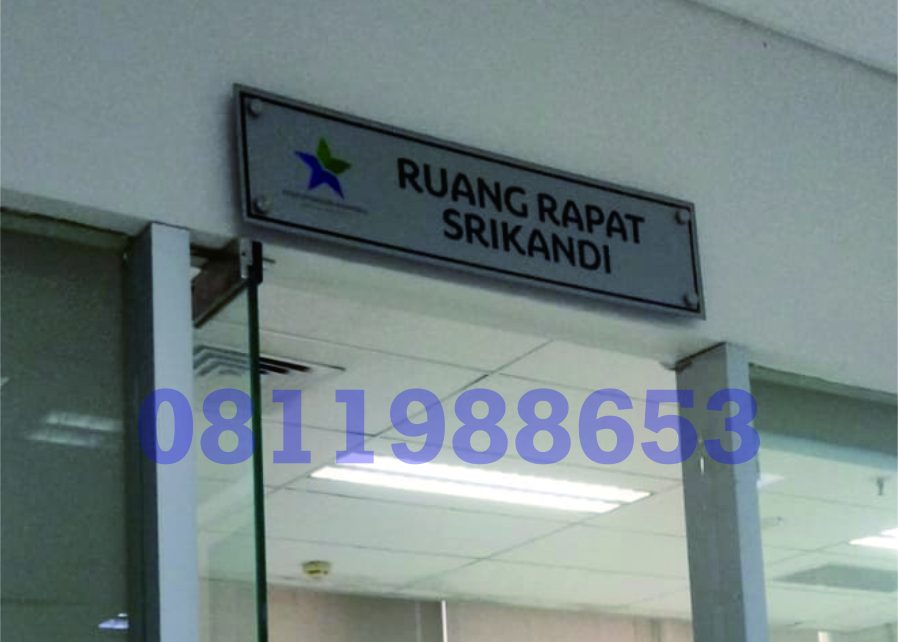 RUANG RAPAT
SRIKANDI
0811988653